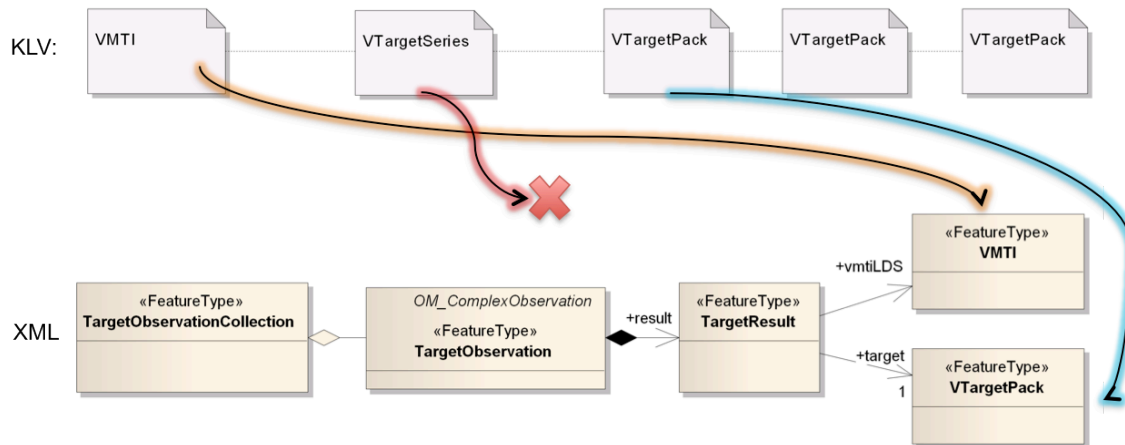 KLV:
VMTI
VTargetSeries
VTargetPack
VTargetPack
VTargetPack
«FeatureType»
VMTI
+vmtiLDS
XML
«FeatureType»
TargetObservationCollection
OM_ComplexObservation
«FeatureType»
TargetObservation
+result
«FeatureType»
TargetResult
+target
1
«FeatureType»
VTargetPack